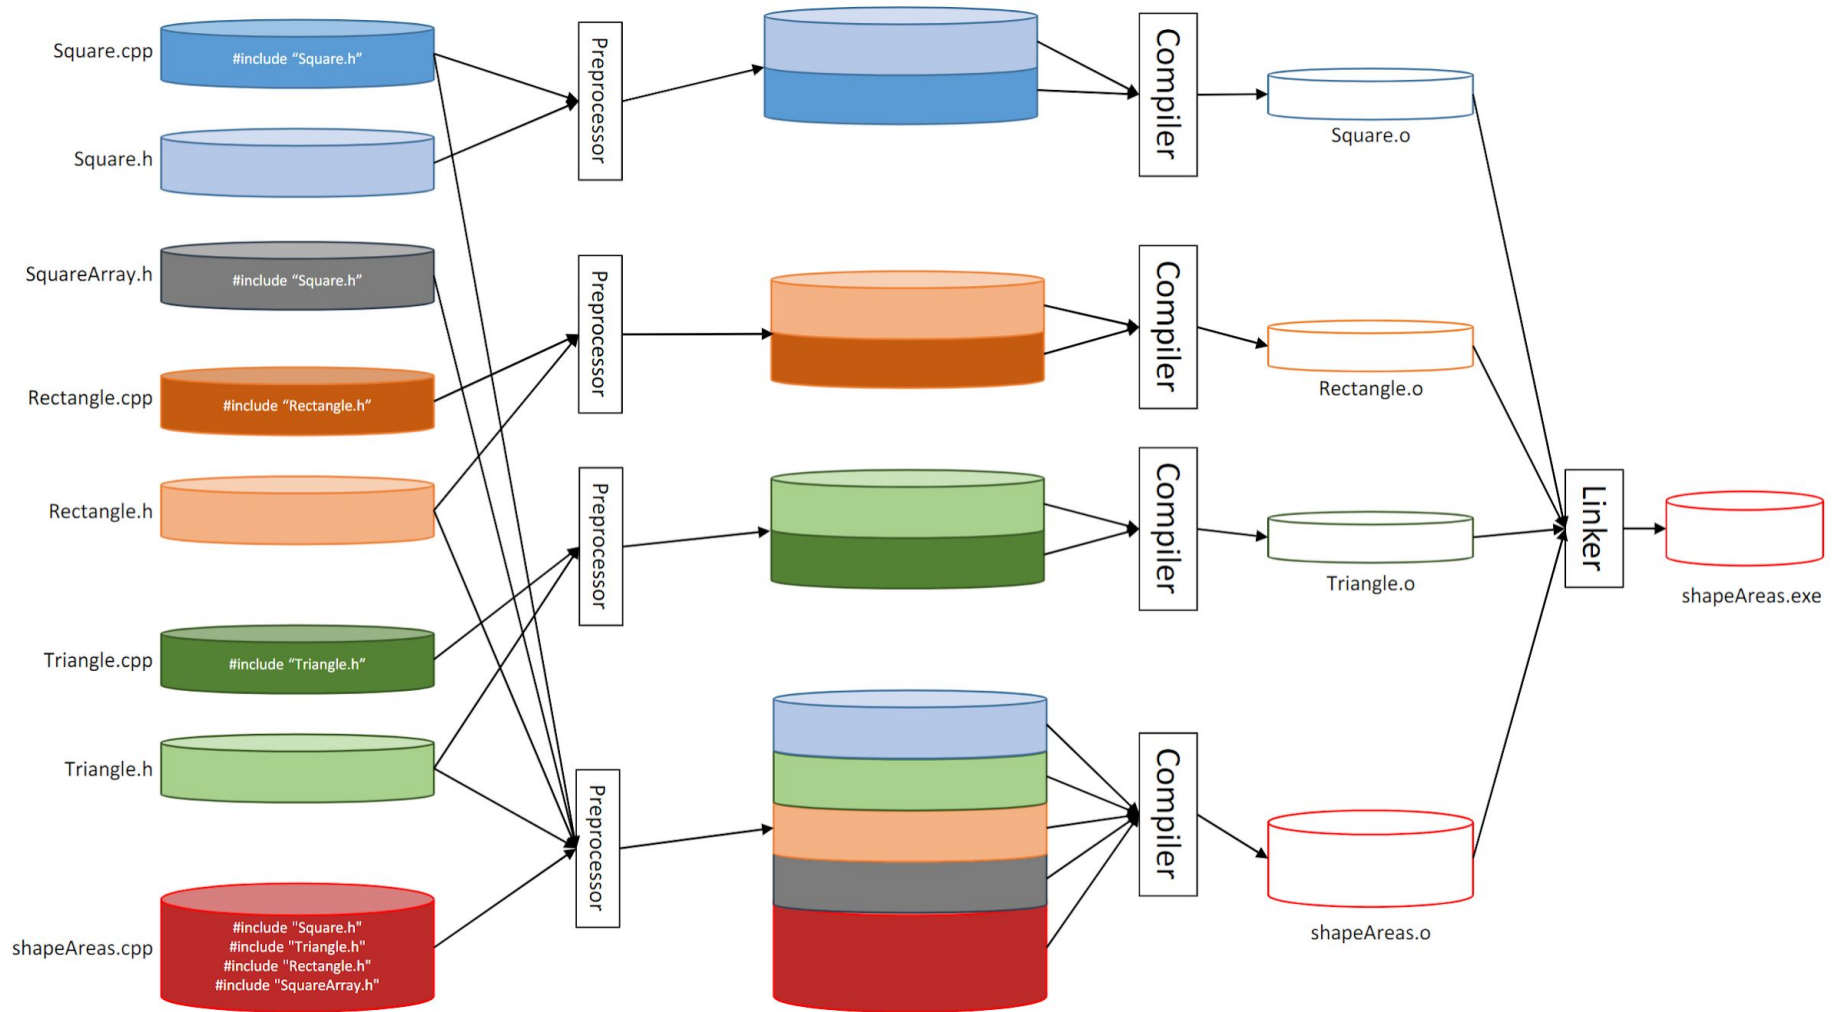 Square.cpp
#include “Square.h”
Square.h
SquareArray.h
#include “Square.h”
Rectangle.cpp
#include “Rectangle.h”
Rectangle.h
Triangle.cpp
#include “Triangle.h”
Triangle.h
shapeAreas.cpp
#include "Square.h"
#include "Triangle.h"
#include "Rectangle.h"
#include "SquareArray.h"
Preprocessor
Preprocessor
Preprocessor
Preprocessor
Compiler
Compiler
Compiler
Compiler
Square.o
Rectangle.o
Triangle.o
shapeAreas.o
Linker
shapeAreas.exe